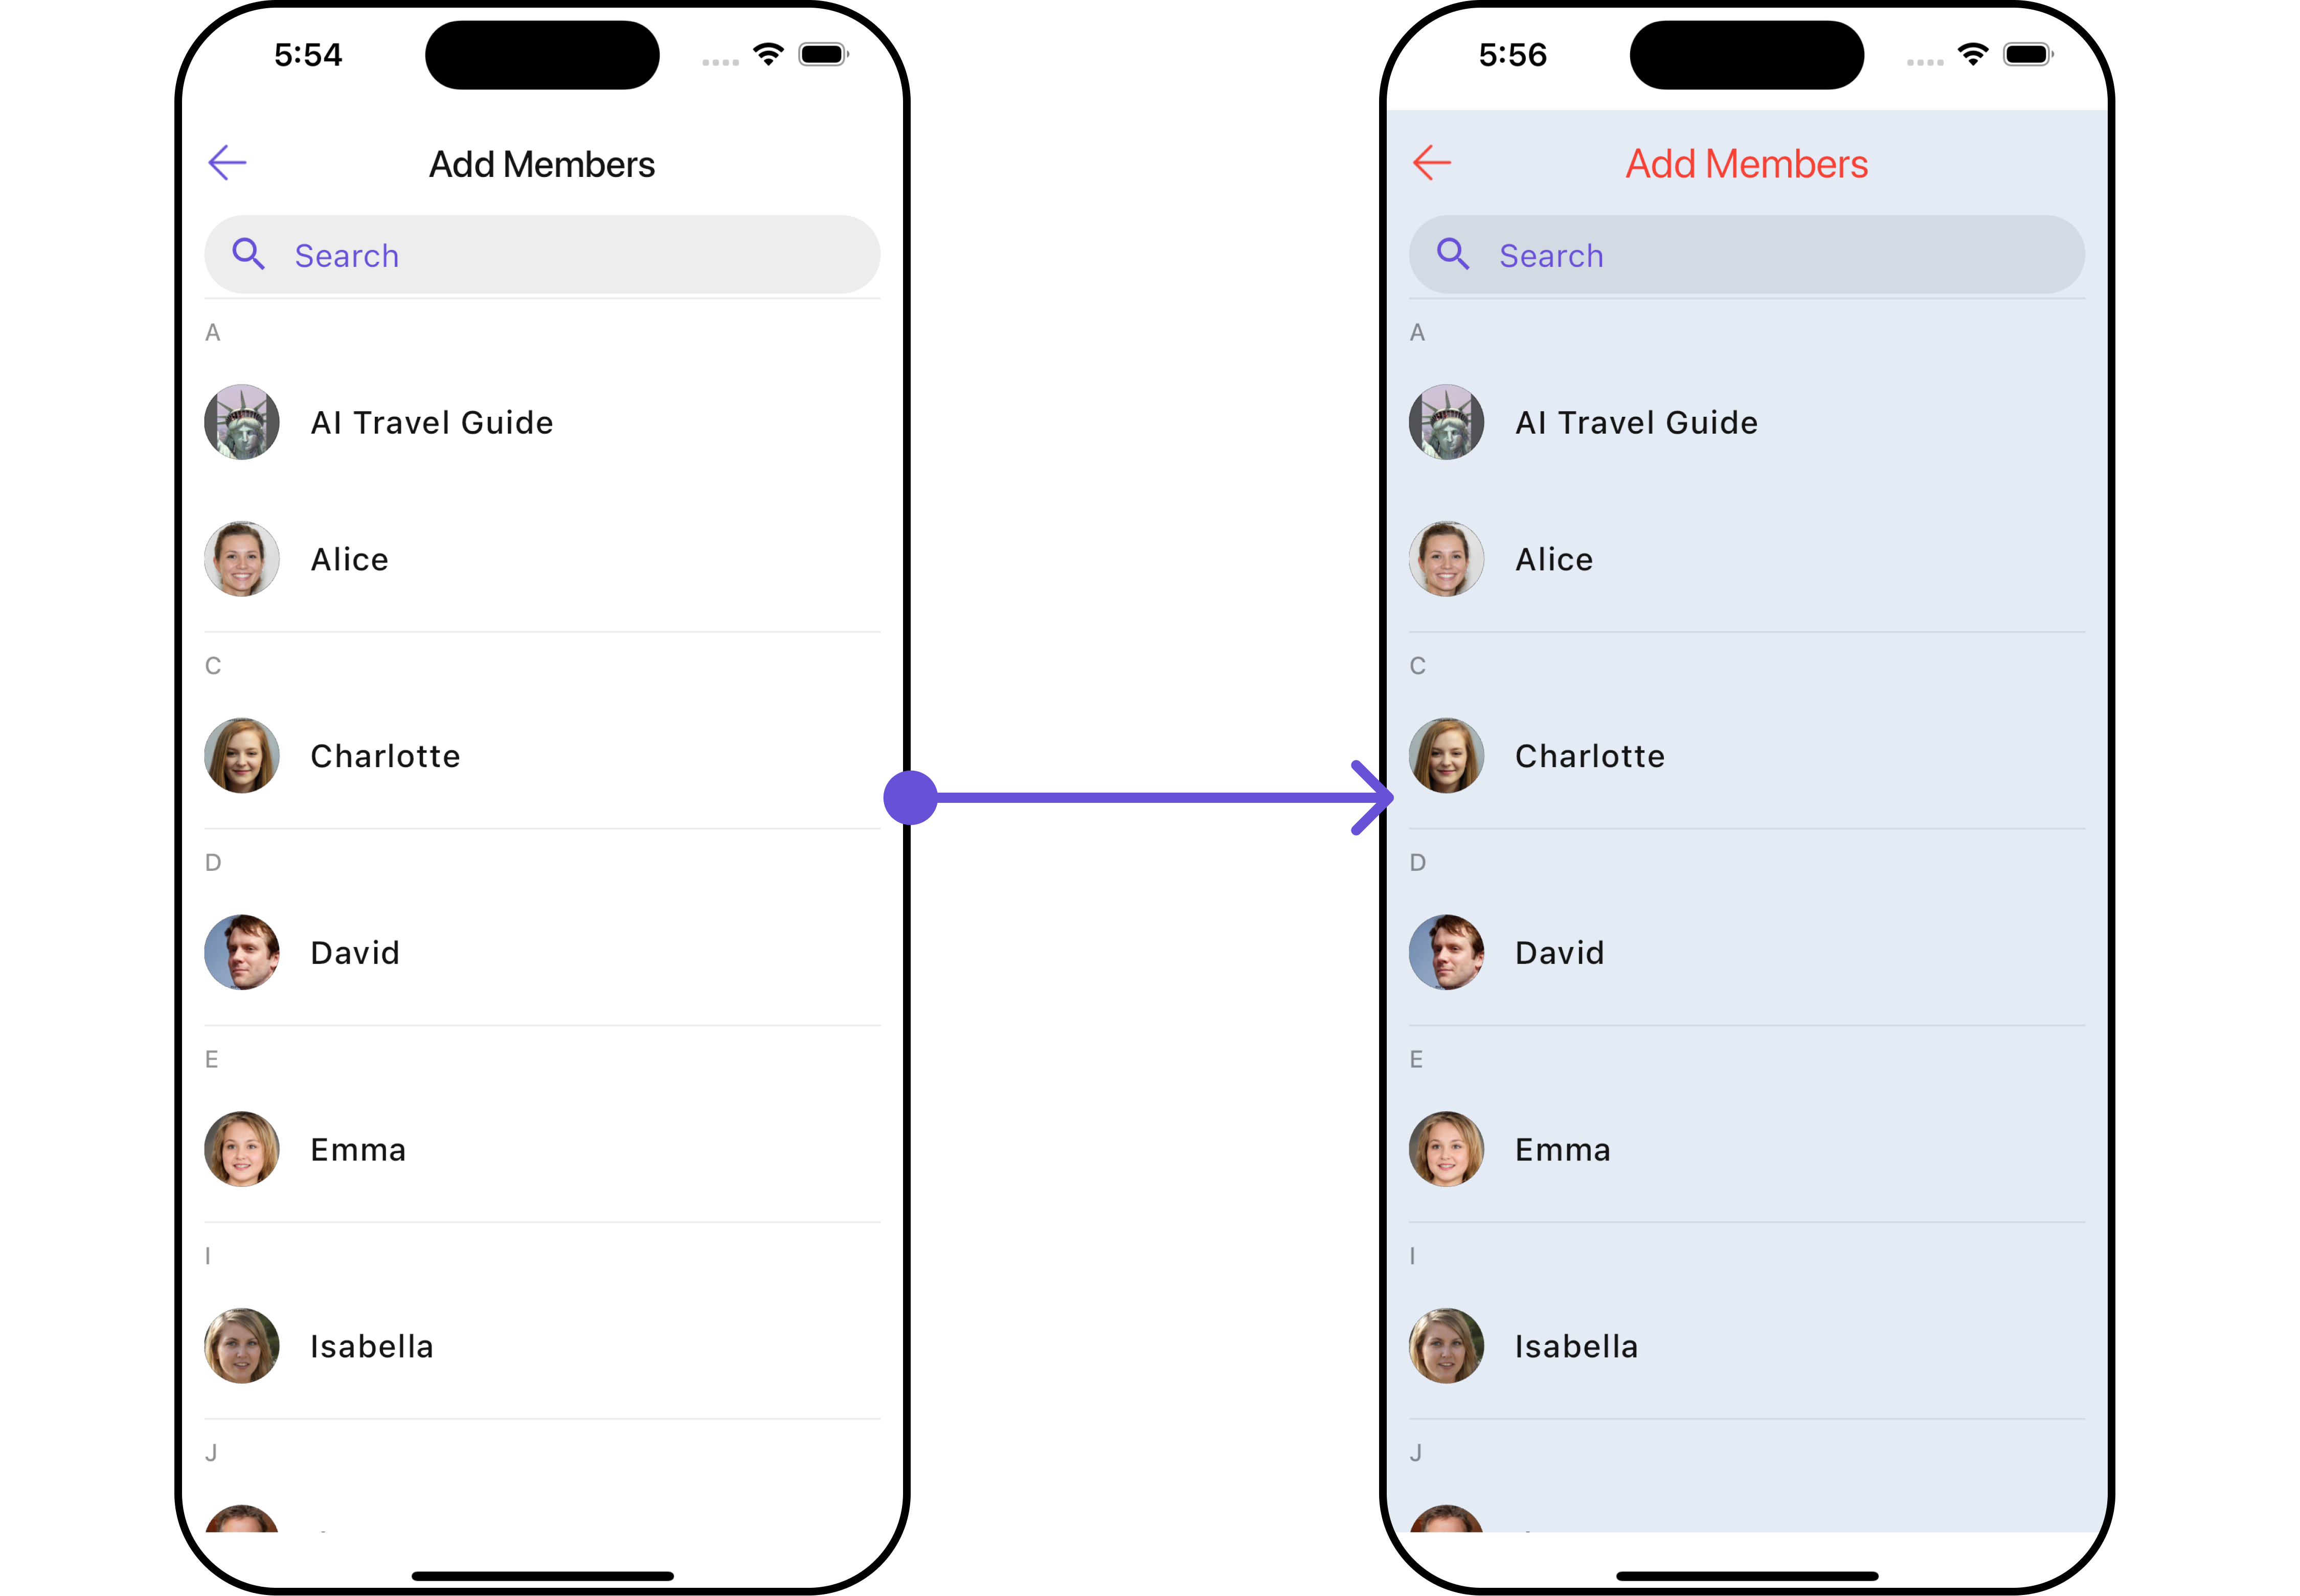 5:54
Add Members
Search
A
AI Travel Guide
Alice
C
Charlotte
D
David
E
Emma
I
Isabella
J
5:56
Add Members
Search
A
AI Travel Guide
Alice
C
Charlotte
D
David
E
Emma
I
Isabella
J